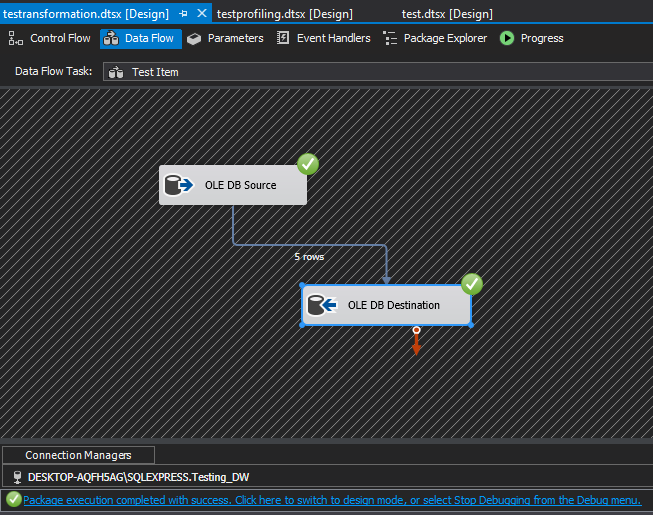 testransformation.dtsx [Design] testprofiling.dtsx [Design] test.dtsx [Design]
Control Flow Data Flow Parameters Event Handlers Package Explorer Progress
Data Flow Task: Test Item
OLE DB Source
5 rows
OLE DB Destination
Connection Managers
DESKTOP-AQFH5AG\SQLEXPRESS.Testing_DW
Package execution completed with success. Click here to switch to design mode, or select Stop Debugging from the Debug menu.